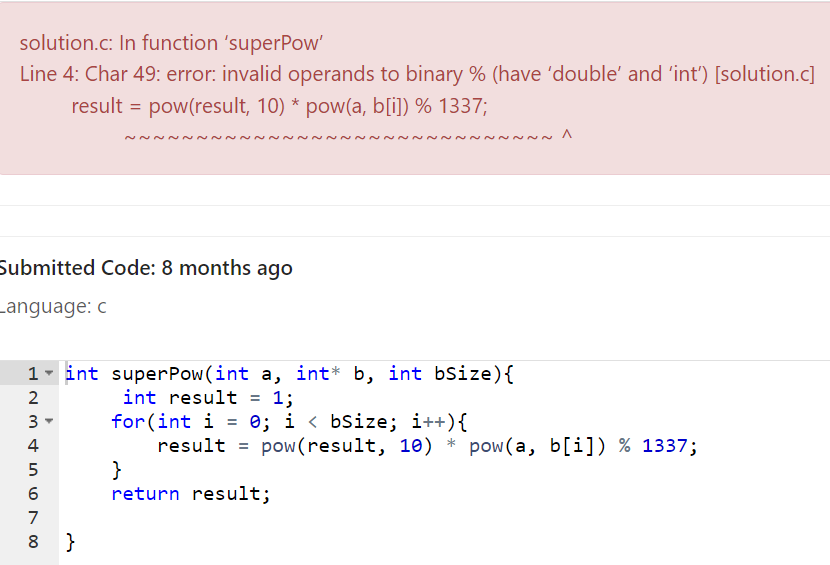 solution.c: In function ‘superPow’
Line 4: Char 49: error: invalid operands to binary % (have ‘double’ and ‘int’) [solution.c]
result = pow(result, 10) * pow(a, b[i]) % 1337;
~~~~~~~~~~~~~~~~~~~~~~~~~~~~~~ ^
Submitted Code: 8 months ago
Language: c
1 int superPow(int a, int* b, int bSize){
2 int result = 1;
3 for(int i = 0; i < bSize; i++){
4 result = pow(result, 10) * pow(a, b[i]) % 1337;
5 }
6 return result;
7
8 }